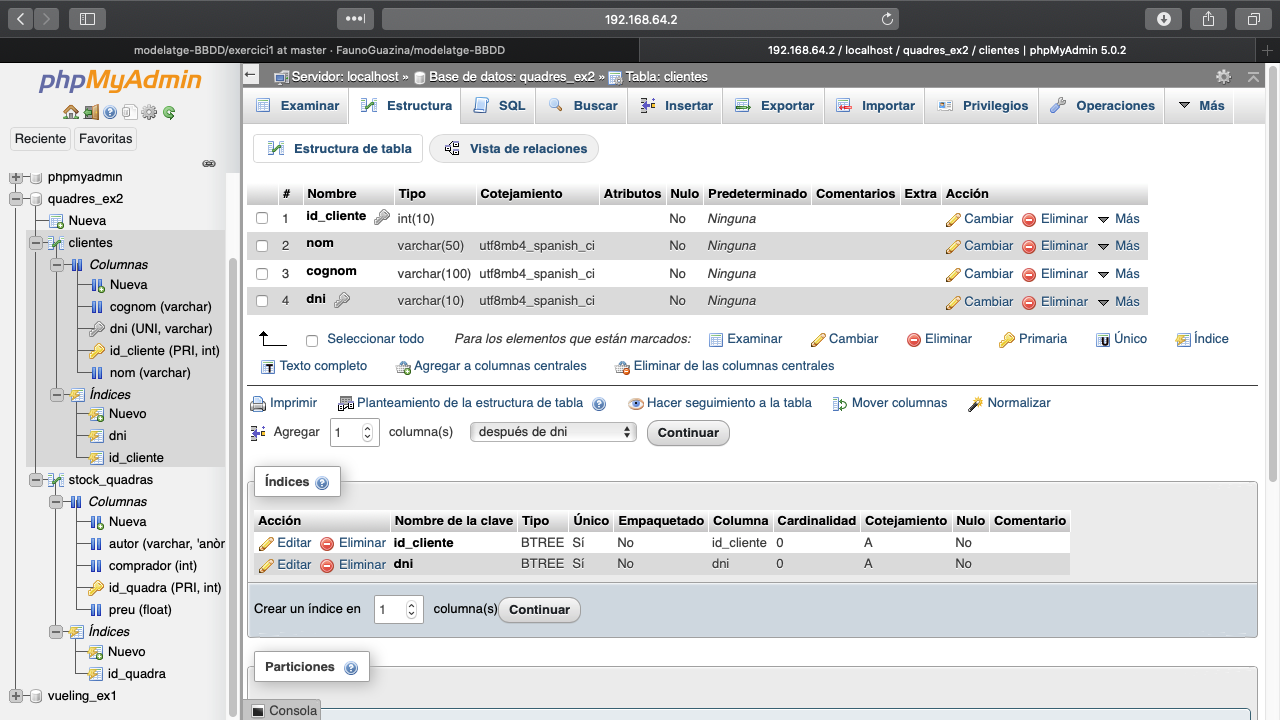 192.168.64.2
modelatge-BBDD/exercici1 at master · FaunoGuazina/modelatge-BBDD
192.168.64.2 / localhost / quadres_ex2 / clientes | phpMyAdmin 5.0.2
phpMyAdmin
Reciente Favoritas
phpmyadmin
quadres_ex2
Nueva
clientes
Columnas
Nueva
cognom (varchar)
dni (UNI, varchar)
id_cliente (PRI, int)
nom (varchar)
Índices
Nuevo
dni
id_cliente
stock_quadras
Columnas
Nueva
autor (varchar, 'anòr
comprador (int)
id_quadra (PRI, int)
preu (float)
Índices
Nuevo
id_quadra
vueling_ex1
Servidor: localhost » Base de datos: quadres_ex2 » Tabla: clientes
Examinar Estructura SQL Buscar Insertar Exportar Importar Privilegios Operaciones Más
Estructura de tabla Vista de relaciones
# Nombre Tipo Cotejamiento Atributos Nulo Predeterminado Comentarios Extra Acción
1 id_cliente int(10) No Ninguna Cambiar Eliminar Más
2 nom varchar(50) utf8mb4_spanish_ci No Ninguna Cambiar Eliminar Más
3 cognom varchar(100) utf8mb4_spanish_ci No Ninguna Cambiar Eliminar Más
4 dni varchar(10) utf8mb4_spanish_ci No Ninguna Cambiar Eliminar Más
Seleccionar todo Para los elementos que están marcados: Examinar Cambiar Eliminar Primaria Único Índice
Texto completo Agregar a columnas centrales Eliminar de las columnas centrales
Imprimir Planteamiento de la estructura de tabla Hacer seguimiento a la tabla Mover columnas Normalizar
Agregar 1 columna(s) después de dni Continuar
Índices
Acción Nombre de la clave Tipo Único Empaquetado Columna Cardinalidad Cotejamiento Nulo Comentario
Editar Eliminar id_cliente BTREE Sí No id_cliente 0 A No
Editar Eliminar dni BTREE Sí No dni 0 A No
Crear un índice en 1 columna(s) Continuar
Particiones
Consola